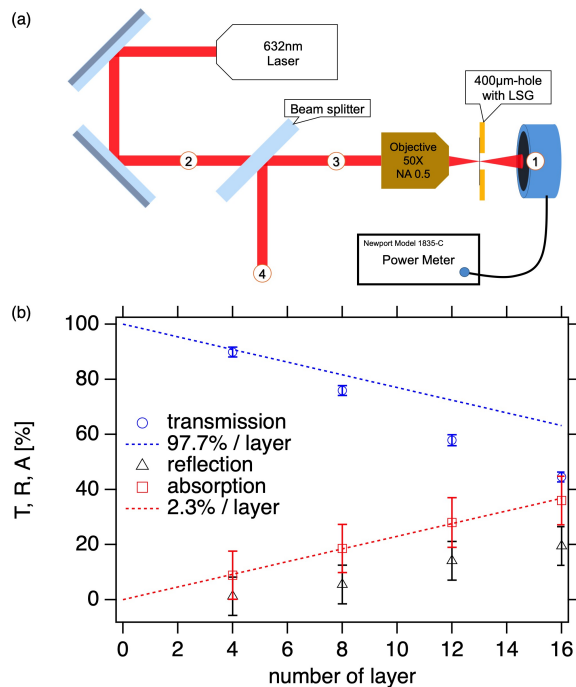 (a)
632nm
Laser
Beam splitter
400μm-hole
with LSG
2
3
Objective
50X
NA 0.5
1
4
Newport Model 1835-C
Power Meter
(b)
T, R, A [%]
100
80
60
40
20
0
transmission
97.7% / layer
reflection
absorption
2.3% / layer
0
2
4
6
8
10
12
14
16
number of layer